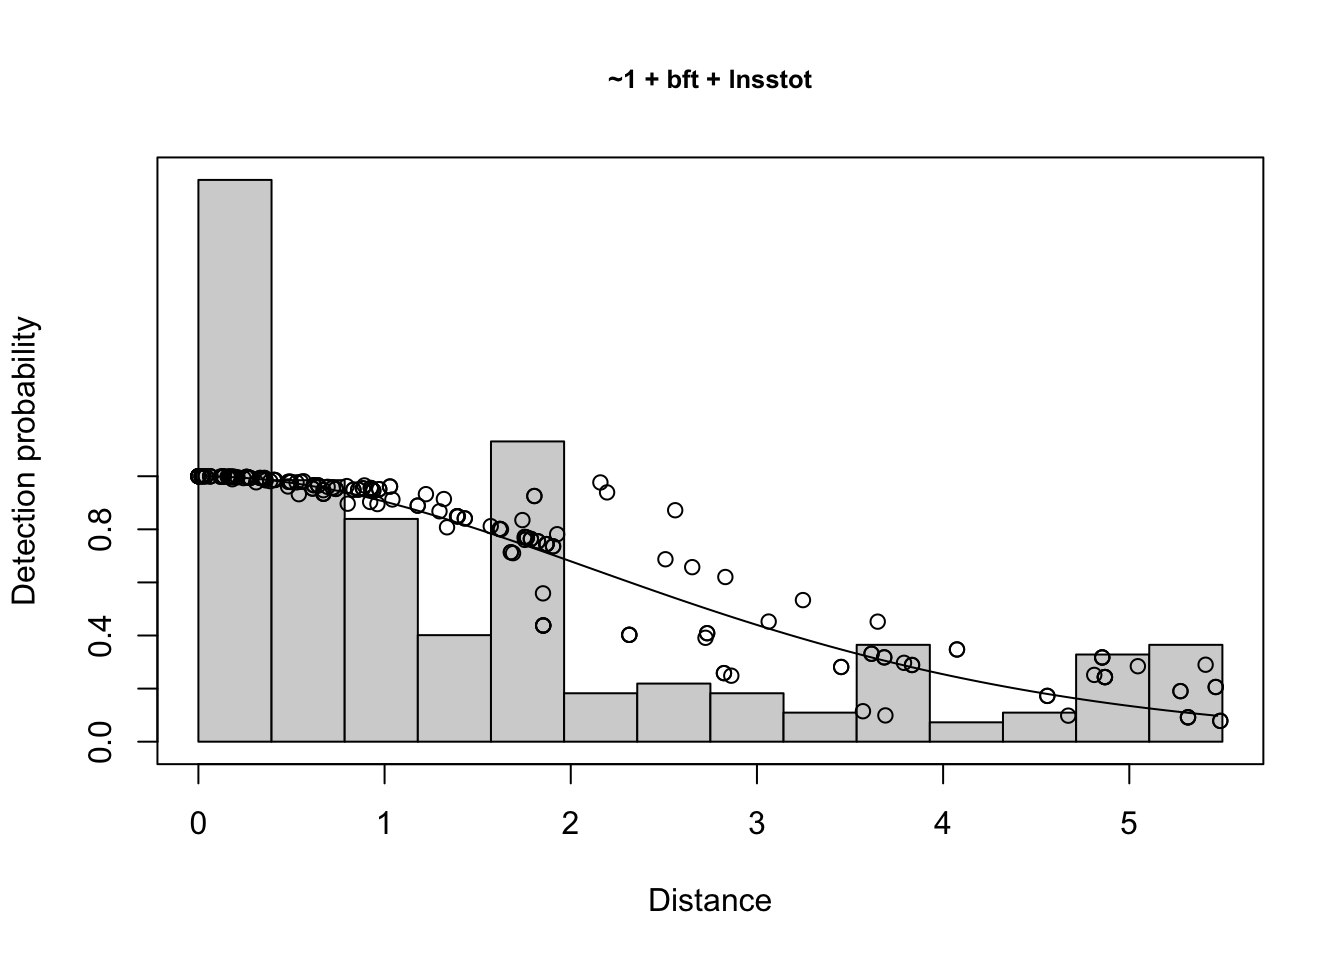 ~1 + bft + lnsstot
Detection probability
0.8
0.4
0.0
0 1 2 3 4 5
Distance